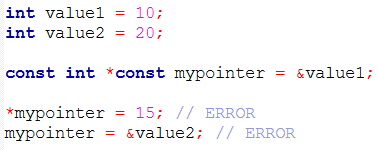 int value1 = 10;
int value2 = 20;
const int *const mypointer = &value1;
*mypointer = 15; // ERROR
mypointer = &value2; // ERROR